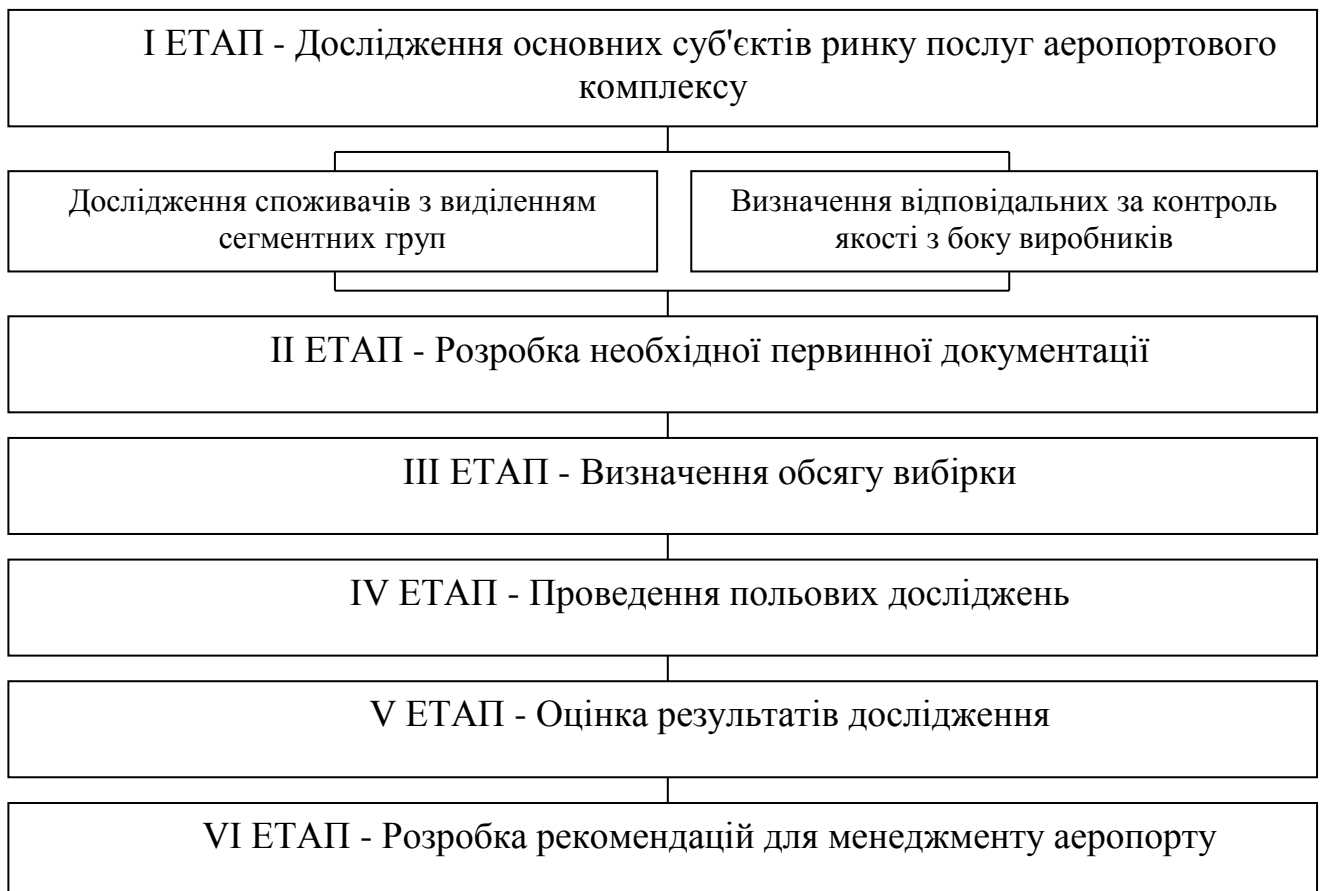 І ЕТАП - Дослідження основних суб'єктів ринку послуг аеропортового
комплексу
Дослідження споживачів з виділенням
сегментних груп
Визначення відповідальних за контроль
якості з боку виробників
ІІ ЕТАП - Розробка необхідної первинної документації
ІІІ ЕТАП - Визначення обсягу вибірки
IV ЕТАП - Проведення польових досліджень
V ЕТАП - Оцінка результатів дослідження
VI ЕТАП - Розробка рекомендацій для менеджменту аеропорту